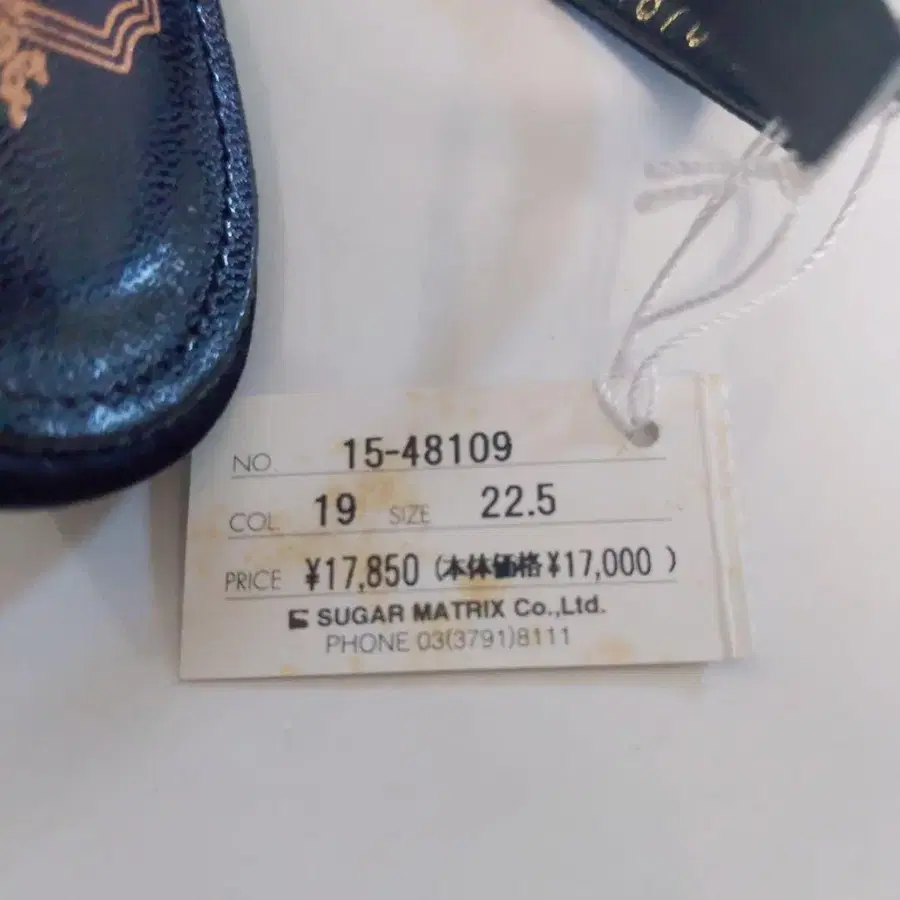 NO. 15-48109
COL. 19 SIZE 22.5
PRICE ¥17,850 (本体価格¥17,000 )
SUGAR MATRIX Co.,Ltd.
PHONE 03(3791)8111